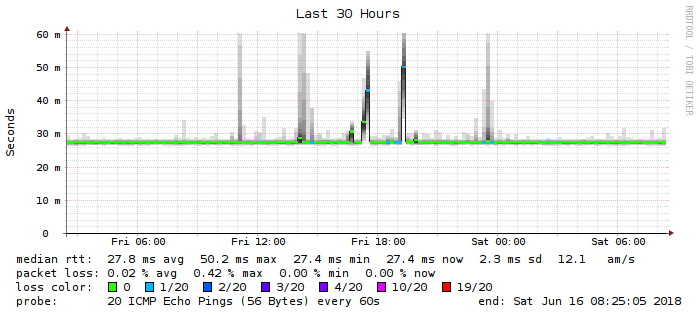 Last 30 Hours
RRDTOOL / TOBI OETIKER
Seconds
60 m
50 m
40 m
30 m
20 m
10 m
0
Fri 06:00 Fri 12:00 Fri 18:00 Sat 00:00 Sat 06:00
median rtt: 27.8 ms avg 50.2 ms max 27.4 ms min 27.4 ms now 2.3 ms sd 12.1 am/s
packet loss: 0.02 % avg 0.42 % max 0.00 % min 0.00 % now
loss color: 0 1/20 2/20 3/20 4/20 10/20 19/20
probe: 20 ICMP Echo Pings (56 Bytes) every 60s end: Sat Jun 16 08:25:05 2018